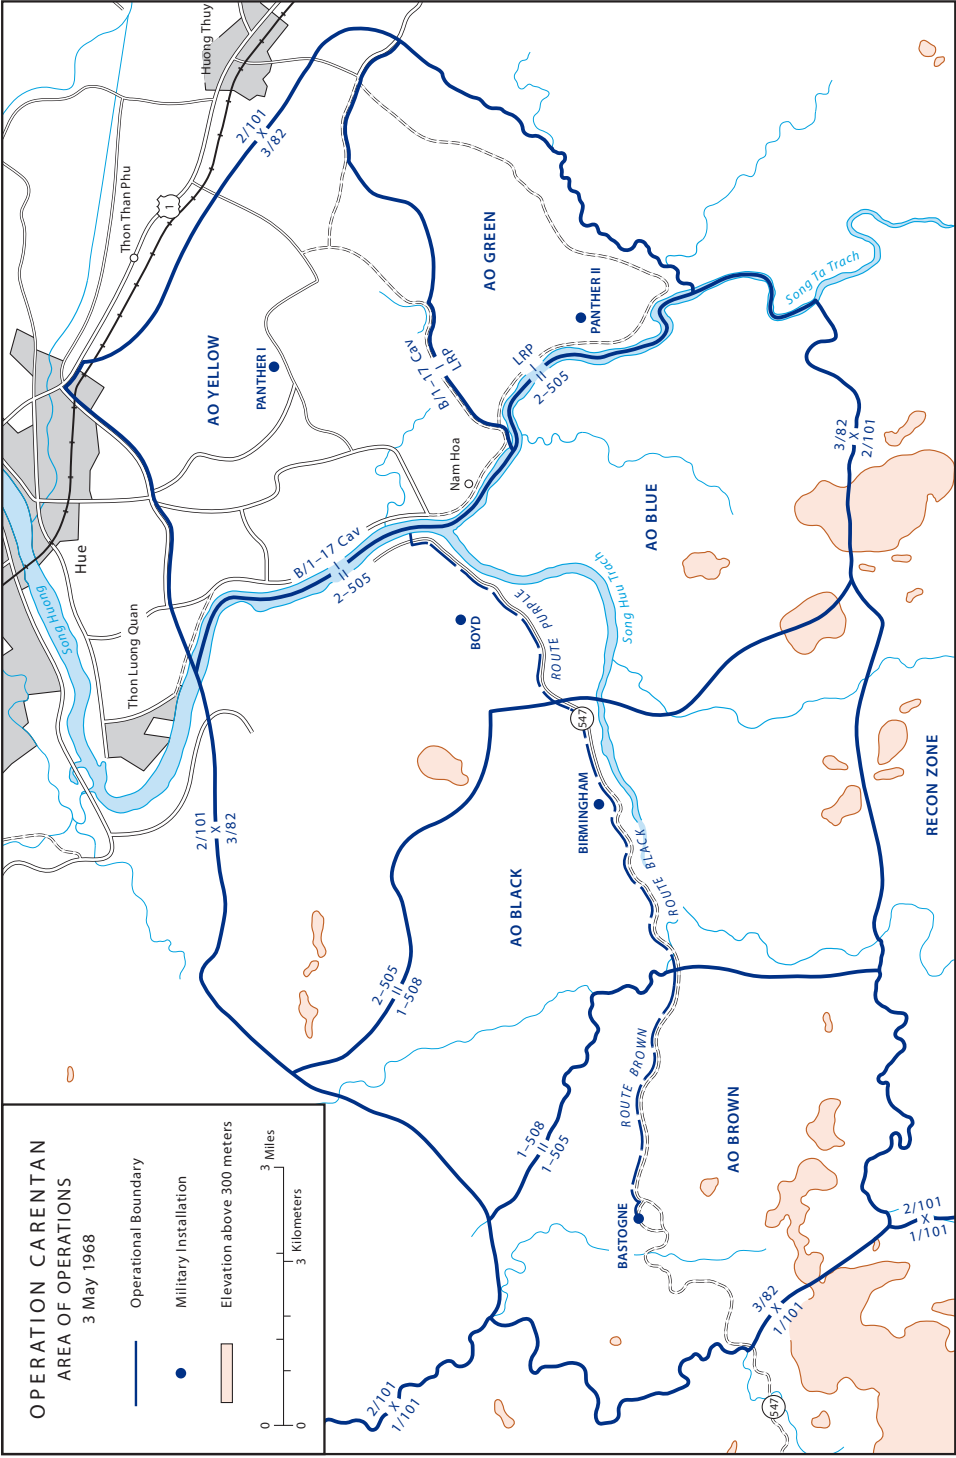 OPERATION CARENTAN
AREA OF OPERATIONS
3 May 1968
Operational Boundary
Military Installation
Elevation above 300 meters
0
3 Miles
0
3 Kilometers
Huong Thuy
2/101
X
3/82
Thon Than Phu
1
AO YELLOW
PANTHER I
AO GREEN
PANTHER II
Song Ta Trach
B/1–17 Cav
I
LRP
LRP
II
2–505
3/82
X
2/101
Nam Hoa
Hue
AO BLUE
B/1–17 Cav
II
2–505
Song Huong
Thon Luong Quan
BOYD
ROUTE PURPLE
Song Huu Trach
547
2/101
X
3/82
BIRMINGHAM
ROUTE BLACK
AO BLACK
RECON ZONE
2–505
II
1–508
ROUTE BROWN
1–508
II
1–505
AO BROWN
BASTOGNE
2/101
X
1/101
3/82
X
1/101
2/101
X
1/101
547